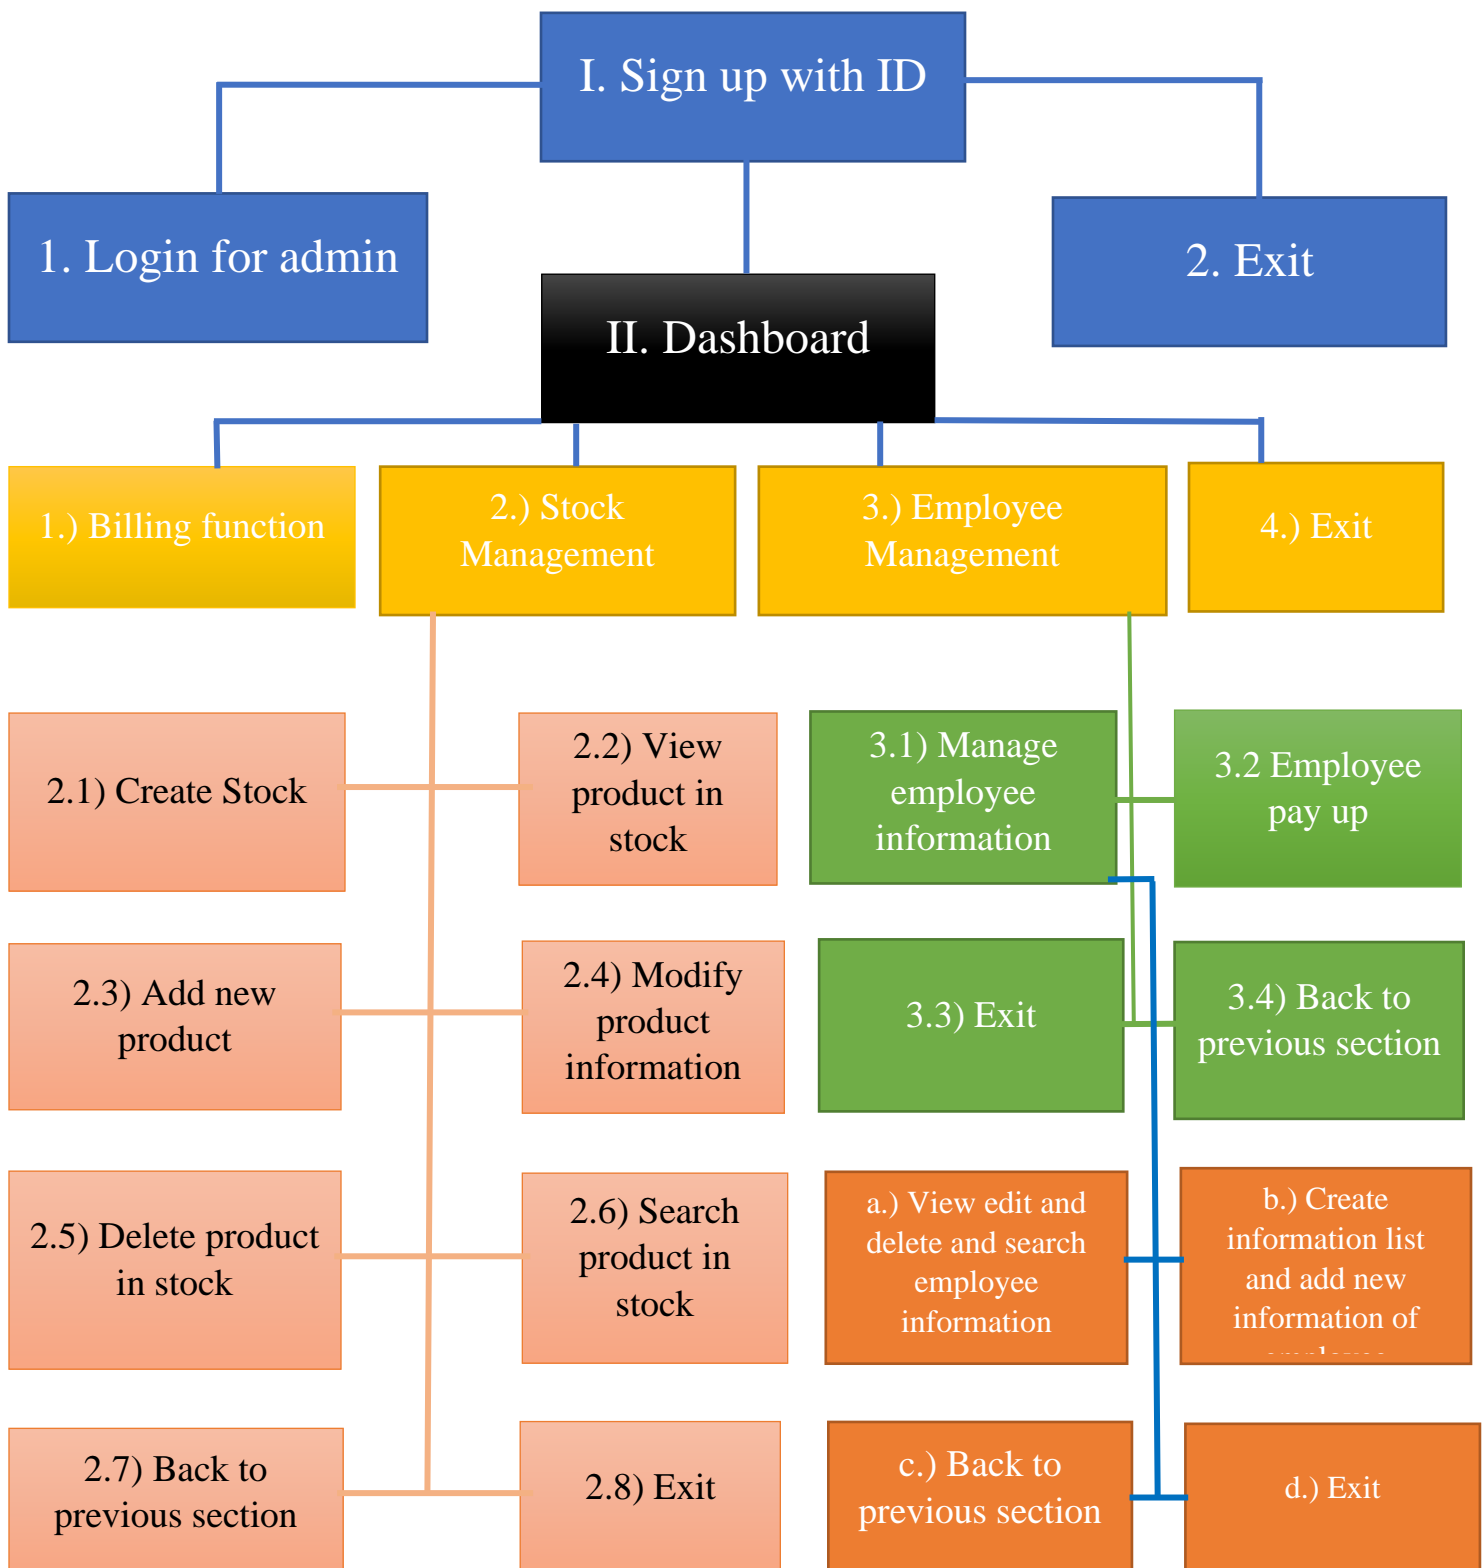 I. Sign up with ID
1. Login for admin
2. Exit
II. Dashboard
1.) Billing function
2.) Stock
Management
3.) Employee
Management
4.) Exit
2.1) Create Stock
2.2) View
product in
stock
3.1) Manage
employee
information
3.2 Employee
pay up
2.3) Add new
product
2.4) Modify
product
information
3.3) Exit
3.4) Back to
previous section
2.5) Delete product
in stock
2.6) Search
product in
stock
a.) View edit and
delete and search
employee
information
b.) Create
information list
and add new
information of
2.7) Back to
previous section
2.8) Exit
c.) Back to
previous section
d.) Exit